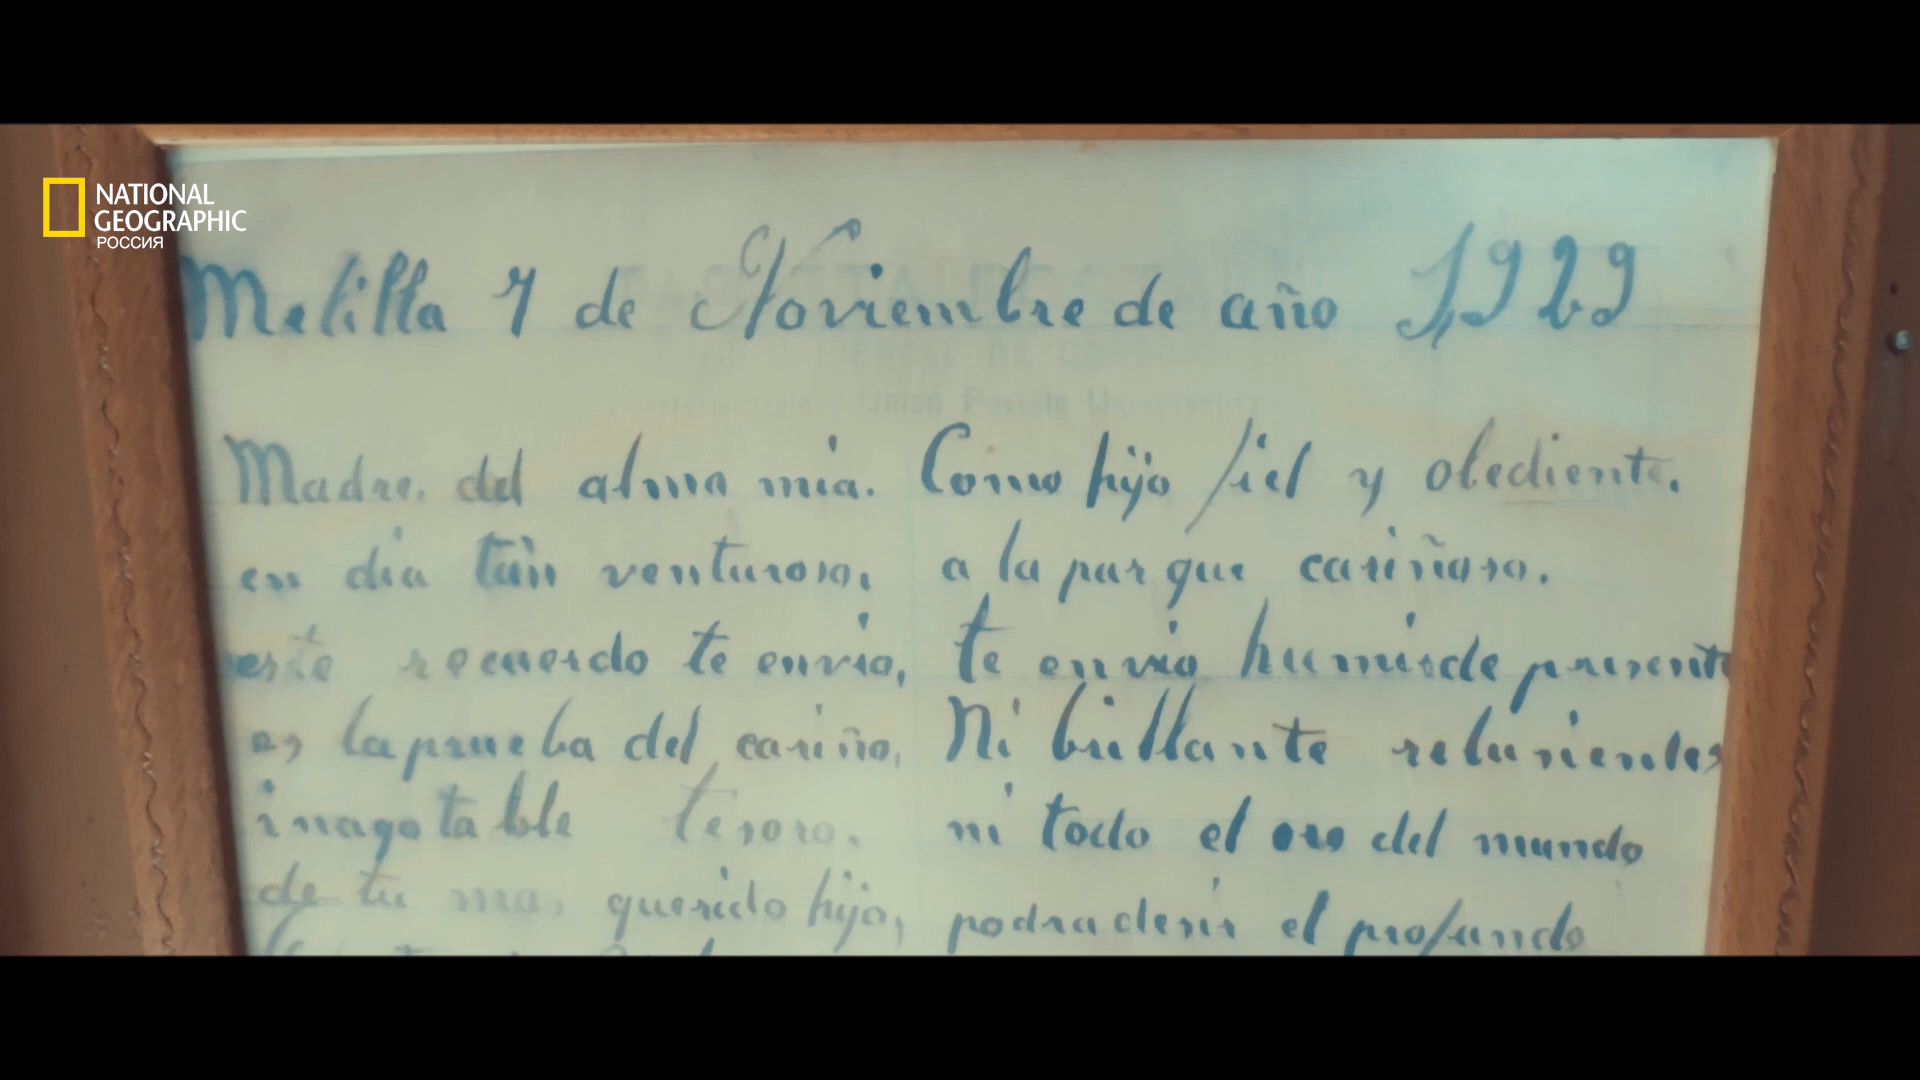 NATIONAL
GEOGRAPHIC
РОССИЯ
Melilla 7 de Noviembre de año 1929
Madre. del alma mia.
en dia tan venturoso,
este recuerdo te envio,
es la prueba del cariño,
inagotable tesoro.
de tu mas querido hijo,
Como hijo fiel y obediente.
a la par que cariñoso.
te envio humilde presente
Ni brillante relucientes
ni todo el oro del mundo
podra decir el profundo